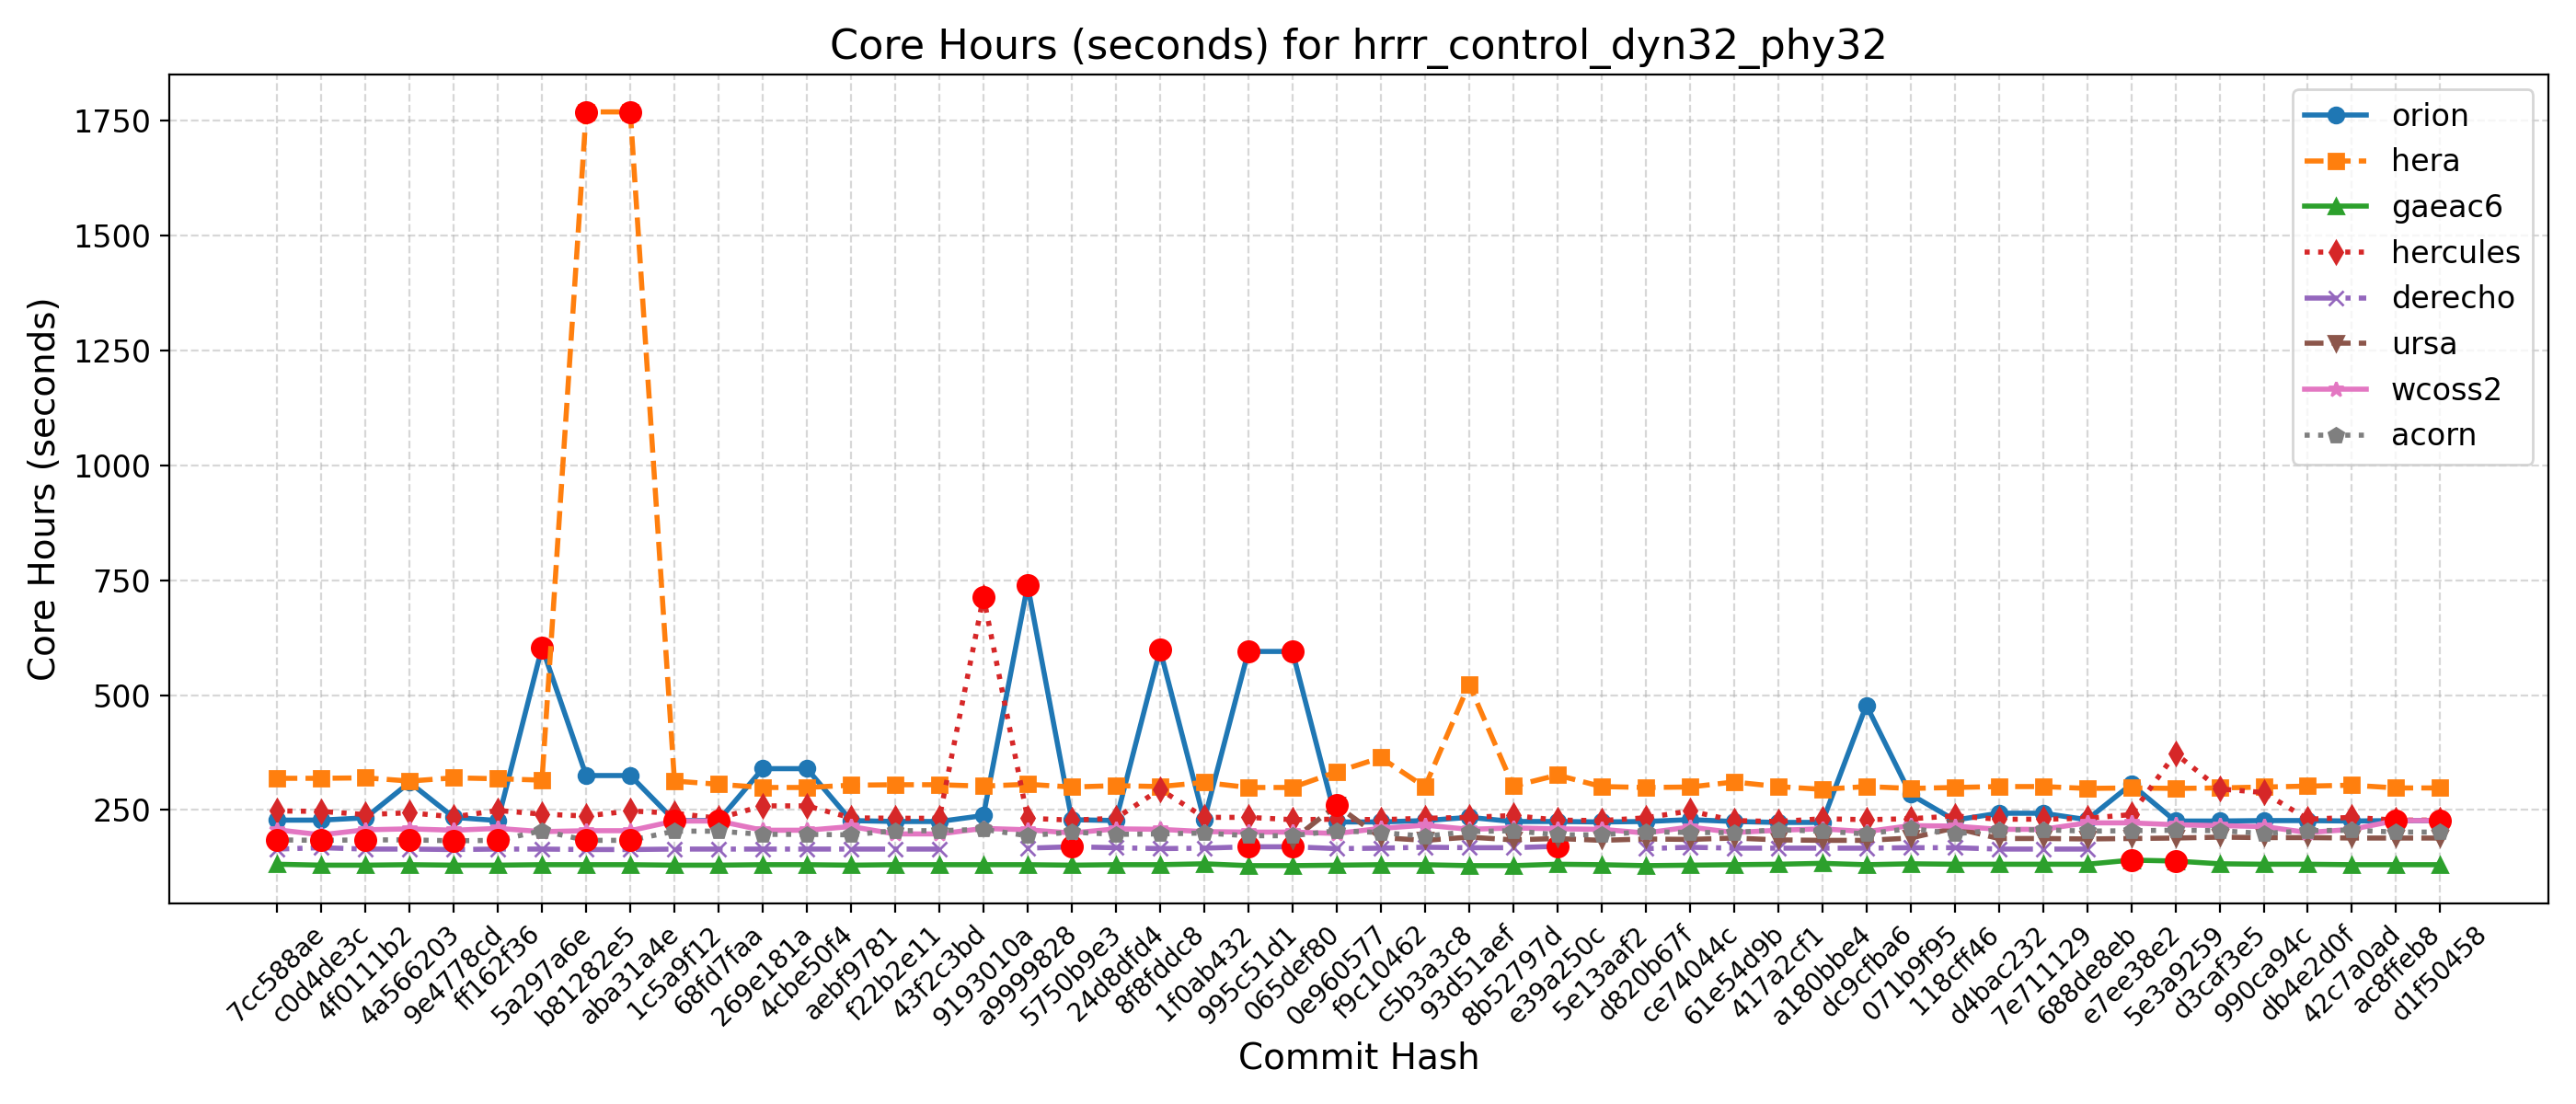 Core Hours (seconds) for hrrr_control_dyn32_phy32
Core Hours (seconds)
1750
1500
1250
1000
750
500
250
orion
hera
gaeac6
hercules
derecho
ursa
wcoss2
acorn
7cc588ae
c0d4de3c
4f0111b2
4a566203
9e4778cd
ff162f36
5a297a6e
b81282e5
aba31a4e
1c5a9f12
68fd7faa
269e181a
4cbe50f4
aebf9781
f22b2e11
43f2c3bd
9193010a
a9999828
5750b9e3
24d8dfd4
8f8fddc8
1f0ab432
995c51d1
065def80
0e960577
f9c10462
c5b3a3c8
93d51aef
8b52797d
e39a250c
5e13aaf2
d820b67f
ce74044c
61e54d9b
417a2cf1
a180bbe4
dc9cfba6
071b9f95
118cff46
d4bac232
7e711129
688de8eb
e7ee38e2
5e3a9259
d3caf3e5
990ca94c
db4e2d0f
42c7a0ad
ac8ffeb8
d1f50458
Commit Hash